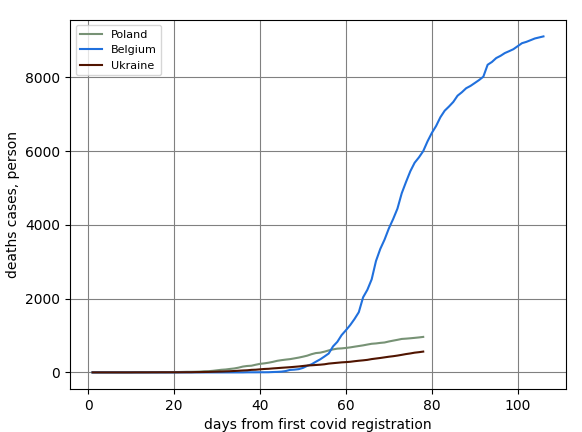 Poland
Belgium
Ukraine
deaths cases, person
8000
6000
4000
2000
0
0 20 40 60 80 100
days from first covid registration